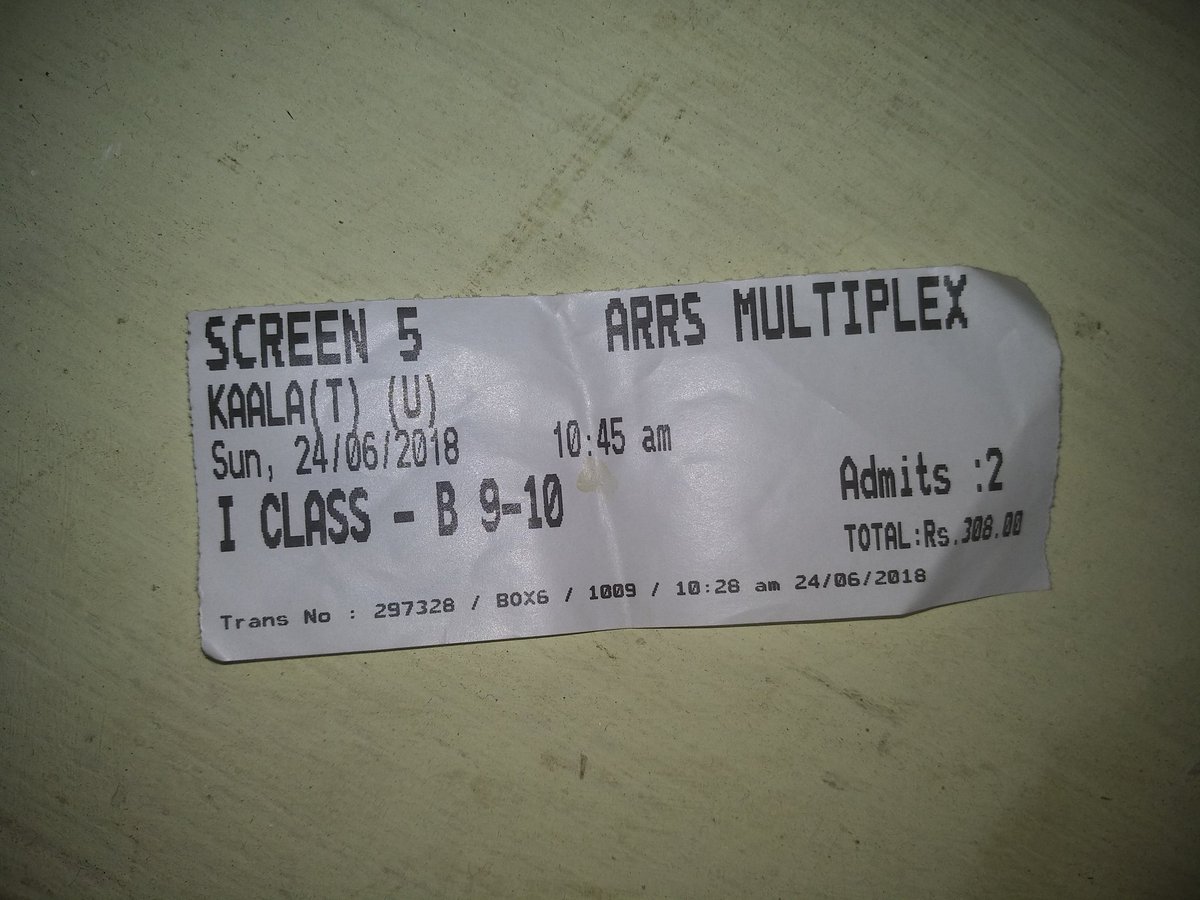 SCREEN 5 ARRS MULTIPLEX
KAALA(T) (U)
Sun, 24/06/2018 10:45 am
I CLASS - B 9-10 Admits :2
TOTAL:Rs.308.00
Trans No : 297328 / BOX6 / 1009 / 10:28 am 24/06/2018